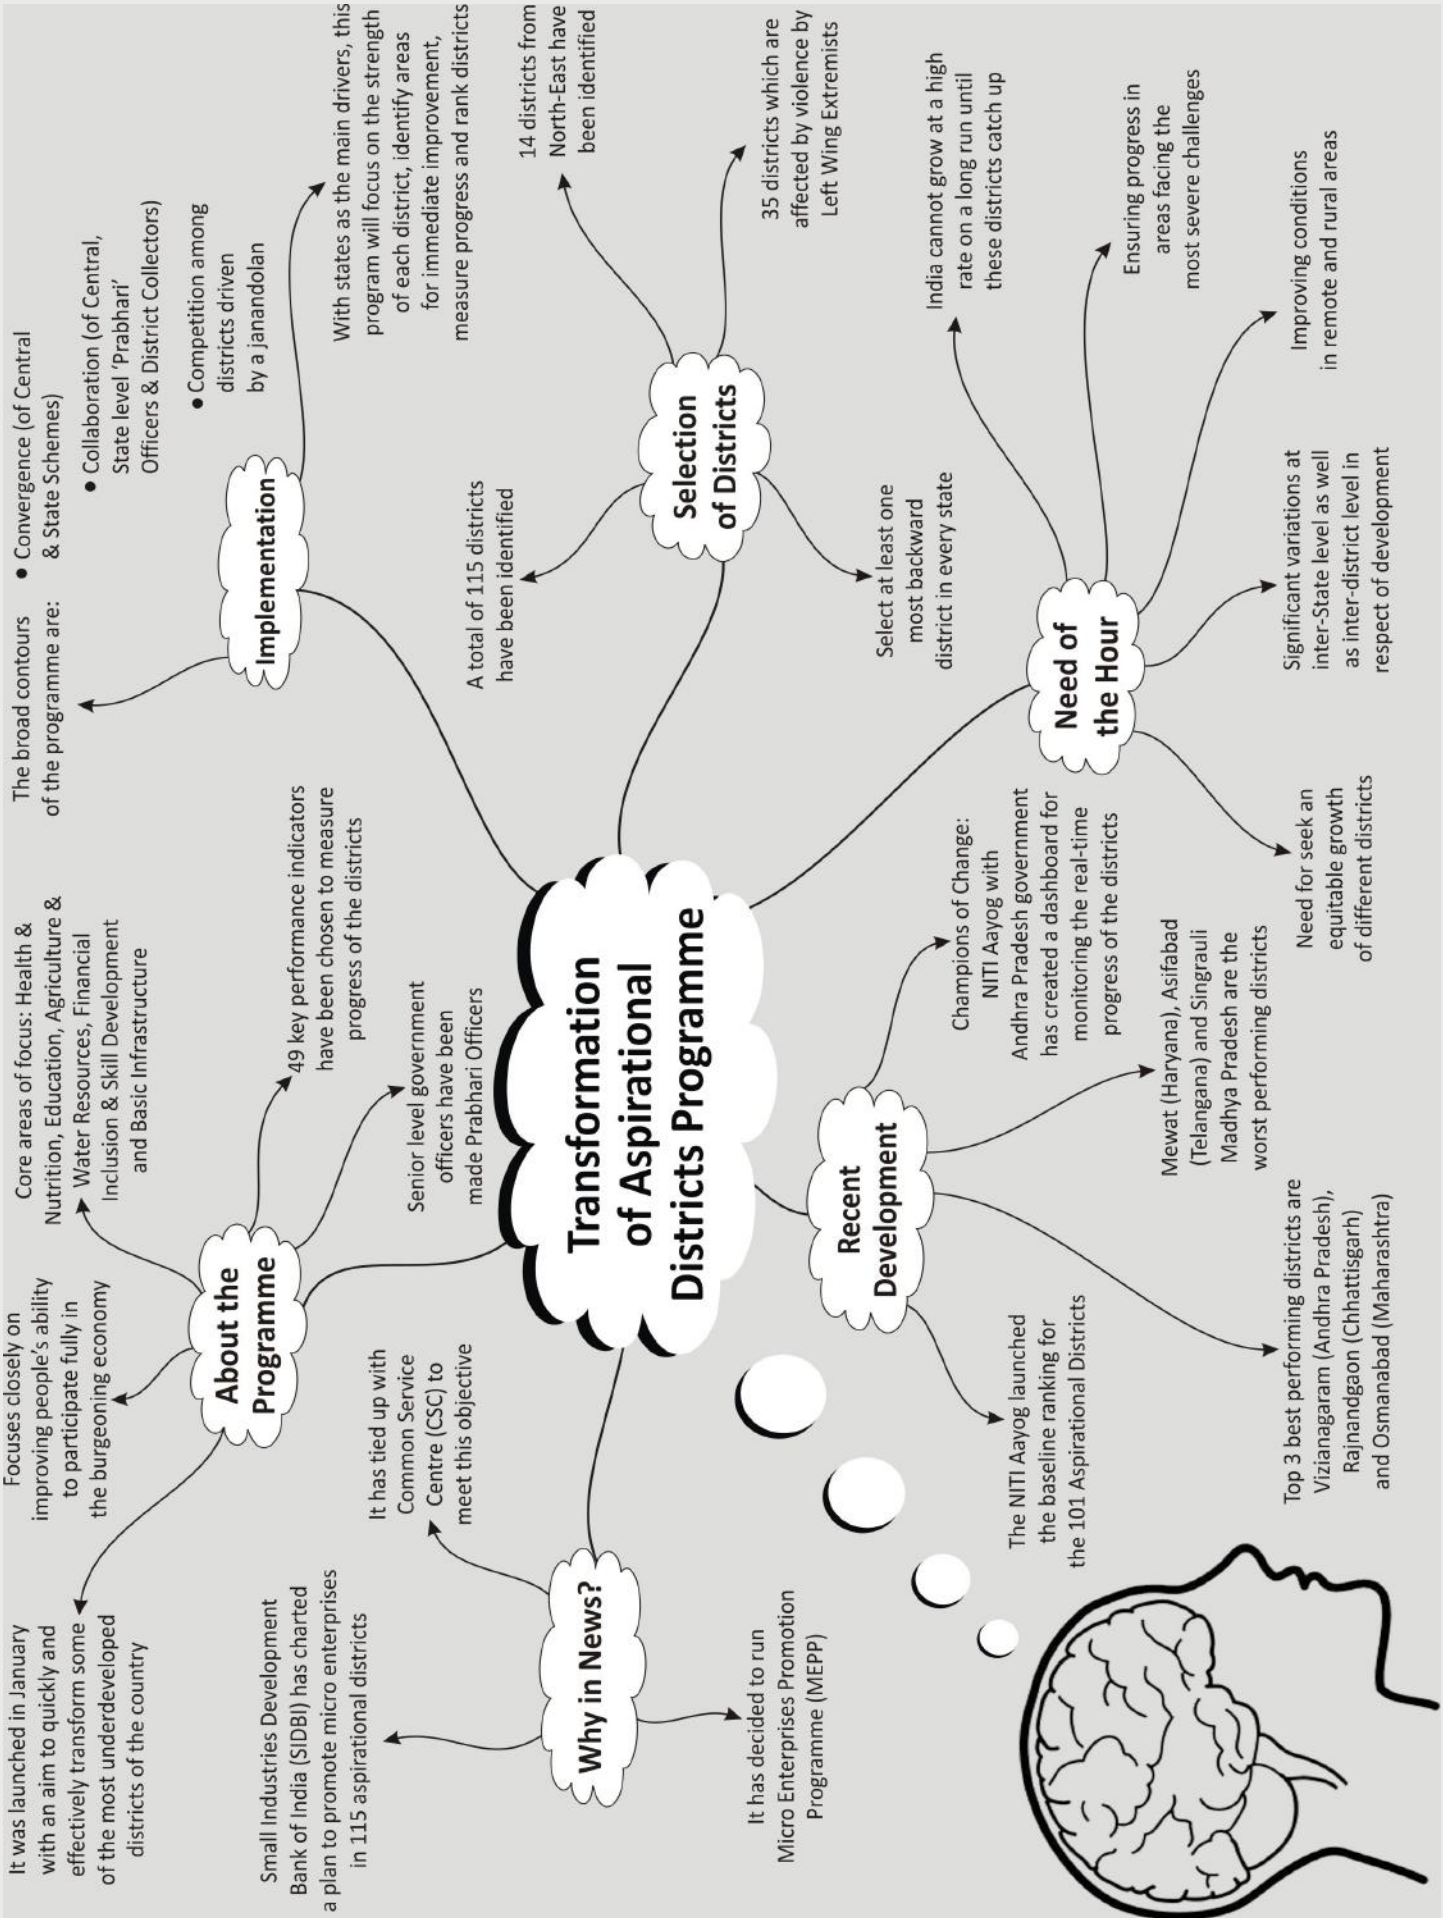 Transformation
of Aspirational
Districts Programme
Why in News?
Small Industries Development
Bank of India (SIDBI) has charted
a plan to promote micro enterprises
in 115 aspirational districts
It has tied up with
Common Service
Centre (CSC) to
meet this objective
It has decided to run
Micro Enterprises Promotion
Programme (MEPP)
About the
Programme
It was launched in January
with an aim to quickly and
effectively transform some
of the most underdeveloped
districts of the country
Focuses closely on
improving people's ability
to participate fully in
the burgeoning economy
Core areas of focus: Health &
Nutrition, Education, Agriculture &
Water Resources, Financial
Inclusion & Skill Development
and Basic Infrastructure
49 key performance indicators
have been chosen to measure
progress of the districts
Senior level government
officers have been
made Prabhari Officers
Implementation
The broad contours
of the programme are:
● Convergence (of Central
& State Schemes)
● Collaboration (of Central,
State level 'Prabhari'
Officers & District Collectors)
● Competition among
districts driven
by a janandolan
With states as the main drivers, this
program will focus on the strength
of each district, identify areas
for immediate improvement,
measure progress and rank districts
Selection
of Districts
A total of 115 districts
have been identified
14 districts from
North-East have
been identified
35 districts which are
affected by violence by
Left Wing Extremists
Select at least one
most backward
district in every state
Need of
the Hour
India cannot grow at a high
rate on a long run until
these districts catch up
Ensuring progress in
areas facing the
most severe challenges
Improving conditions
in remote and rural areas
Significant variations at
inter-State level as well
as inter-district level in
respect of development
Need for seek an
equitable growth
of different districts
Recent
Development
Champions of Change:
NITI Aayog with
Andhra Pradesh government
has created a dashboard for
monitoring the real-time
progress of the districts
Mewat (Haryana), Asifabad
(Telangana) and Singrauli
Madhya Pradesh are the
worst performing districts
Top 3 best performing districts are
Vizianagaram (Andhra Pradesh),
Rajnandgaon (Chhattisgarh)
and Osmanabad (Maharashtra)
The NITI Aayog launched
the baseline ranking for
the 101 Aspirational Districts